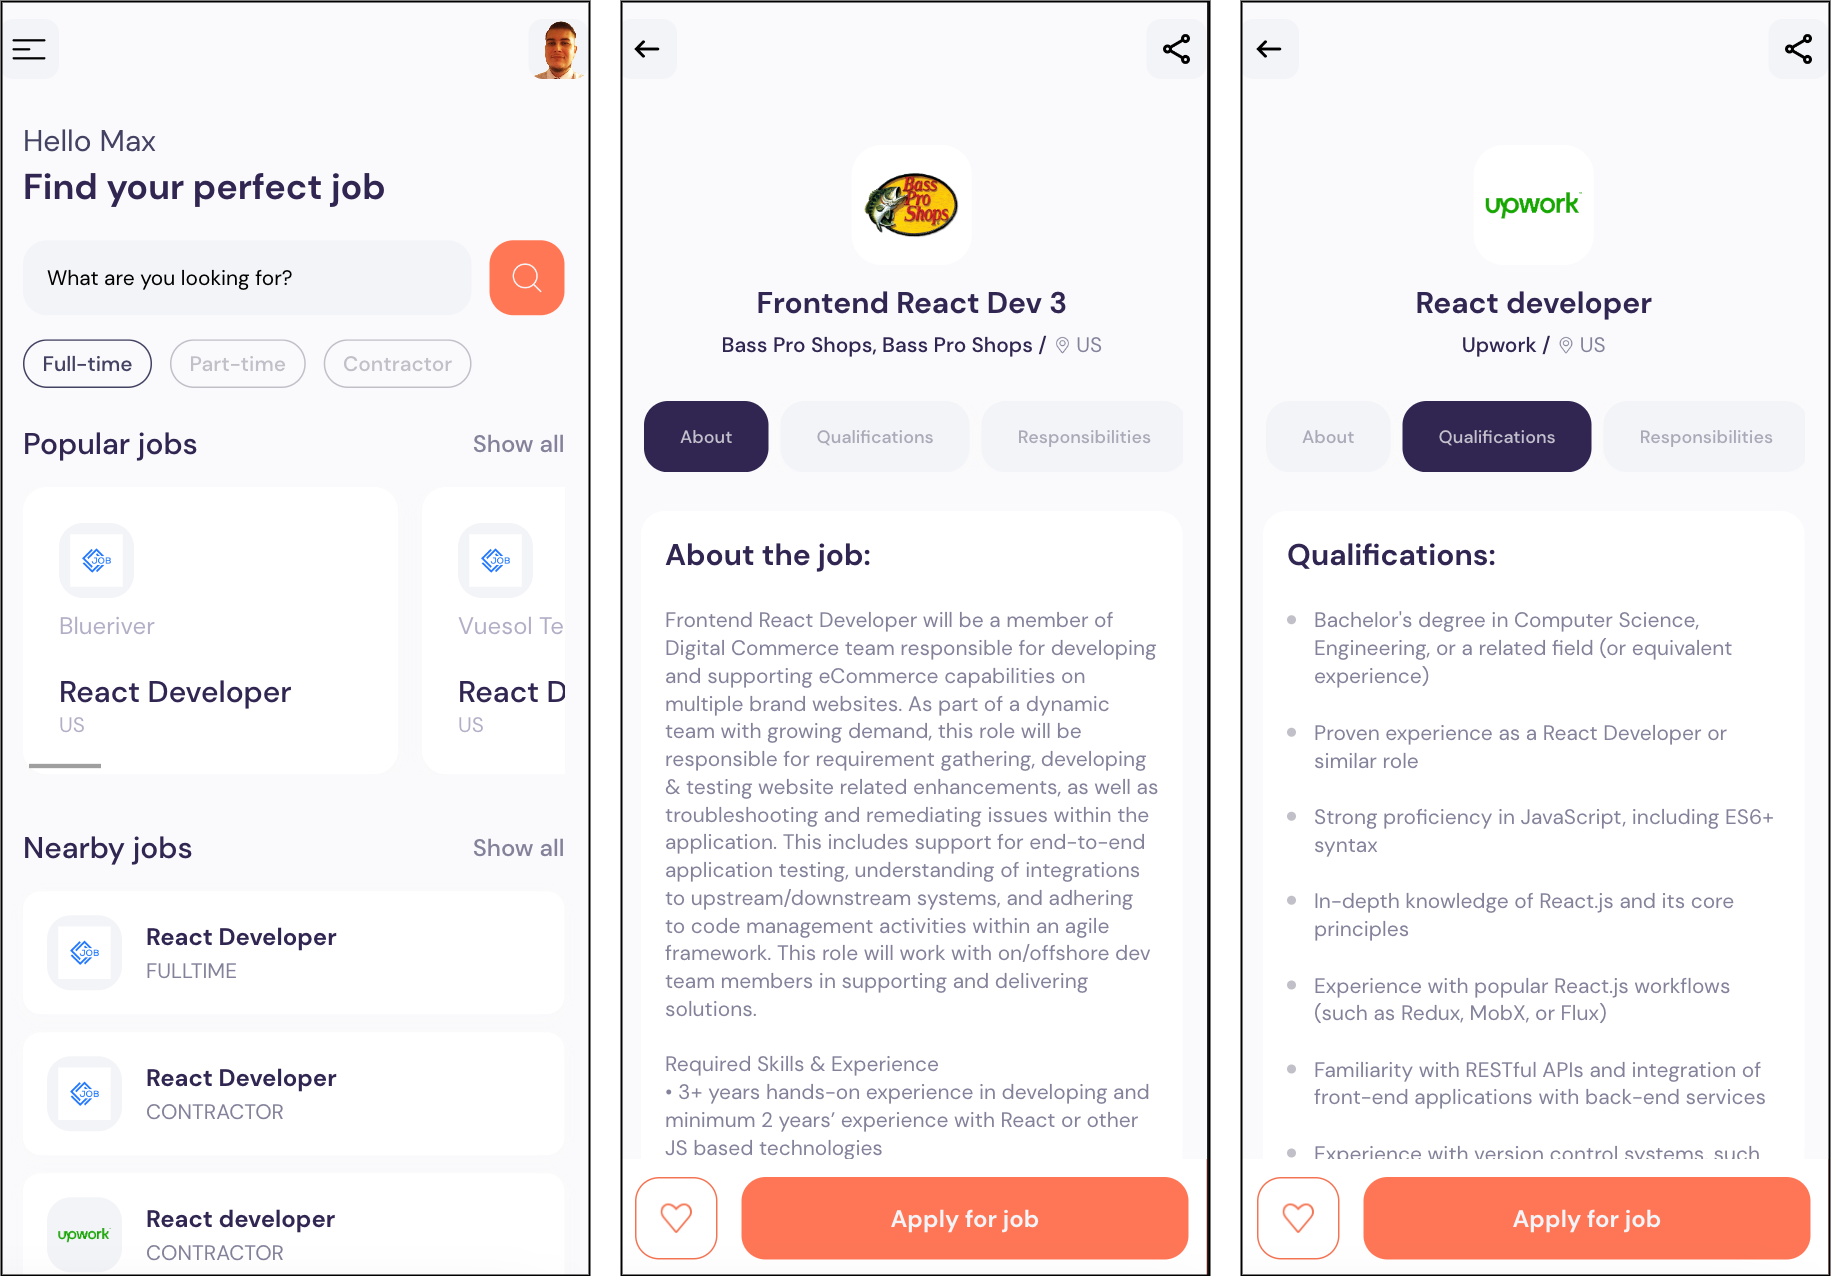 Hello Max
Find your perfect job
What are you looking for?
Full-time
Part-time
Contractor
Popular jobs
Show all
JOB
Blueriver
React Developer
US
JOB
Vuesol Te
React D
US
Nearby jobs
Show all
JOB
React Developer
FULLTIME
JOB
React Developer
CONTRACTOR
upwork
React developer
CONTRACTOR
Bass
Pro
Shops
Frontend React Dev 3
Bass Pro Shops, Bass Pro Shops / US
About
Qualifications
Responsibilities
About the job:
Frontend React Developer will be a member of
Digital Commerce team responsible for developing
and supporting eCommerce capabilities on
multiple brand websites. As part of a dynamic
team with growing demand, this role will be
responsible for requirement gathering, developing
& testing website related enhancements, as well as
troubleshooting and remediating issues within the
application. This includes support for end-to-end
application testing, understanding of integrations
to upstream/downstream systems, and adhering
to code management activities within an agile
framework. This role will work with on/offshore dev
team members in supporting and delivering
solutions.
Required Skills & Experience
• 3+ years hands-on experience in developing and
minimum 2 years’ experience with React or other
JS based technologies
Apply for job
upwork
React developer
Upwork / US
About
Qualifications
Responsibilities
Qualifications:
Bachelor's degree in Computer Science,
Engineering, or a related field (or equivalent
experience)
Proven experience as a React Developer or
similar role
Strong proficiency in JavaScript, including ES6+
syntax
In-depth knowledge of React.js and its core
principles
Experience with popular React.js workflows
(such as Redux, MobX, or Flux)
Familiarity with RESTful APIs and integration of
front-end applications with back-end services
Experience with version control systems, such
Apply for job